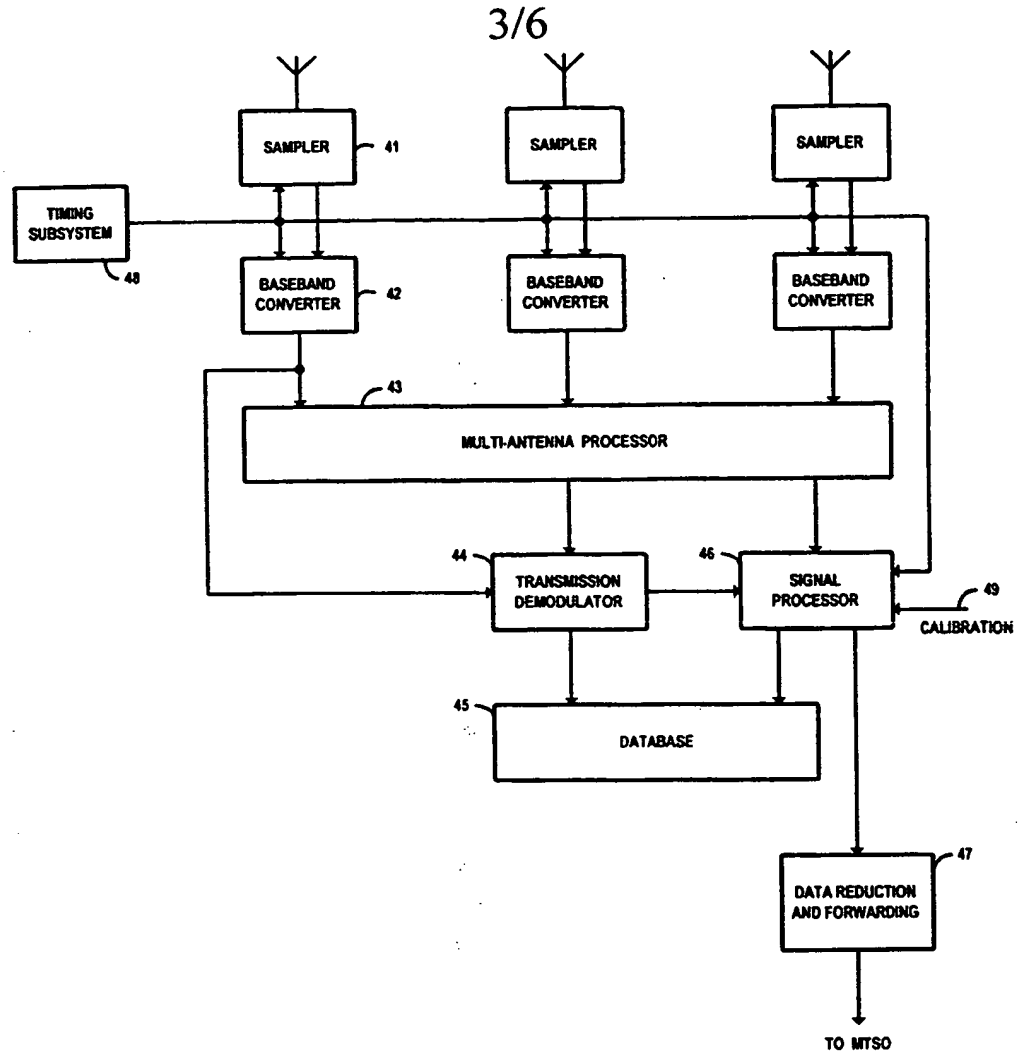 3/6
SAMPLER
41
SAMPLER
SAMPLER
TIMING
SUBSYSTEM
48
BASEBAND
CONVERTER
42
BASEBAND
CONVERTER
BASEBAND
CONVERTER
43
MULTI-ANTENNA PROCESSOR
44
TRANSMISSION
DEMODULATOR
46
SIGNAL
PROCESSOR
49
CALIBRATION
45
DATABASE
47
DATA REDUCTION
AND FORWARDING
TO MTSO